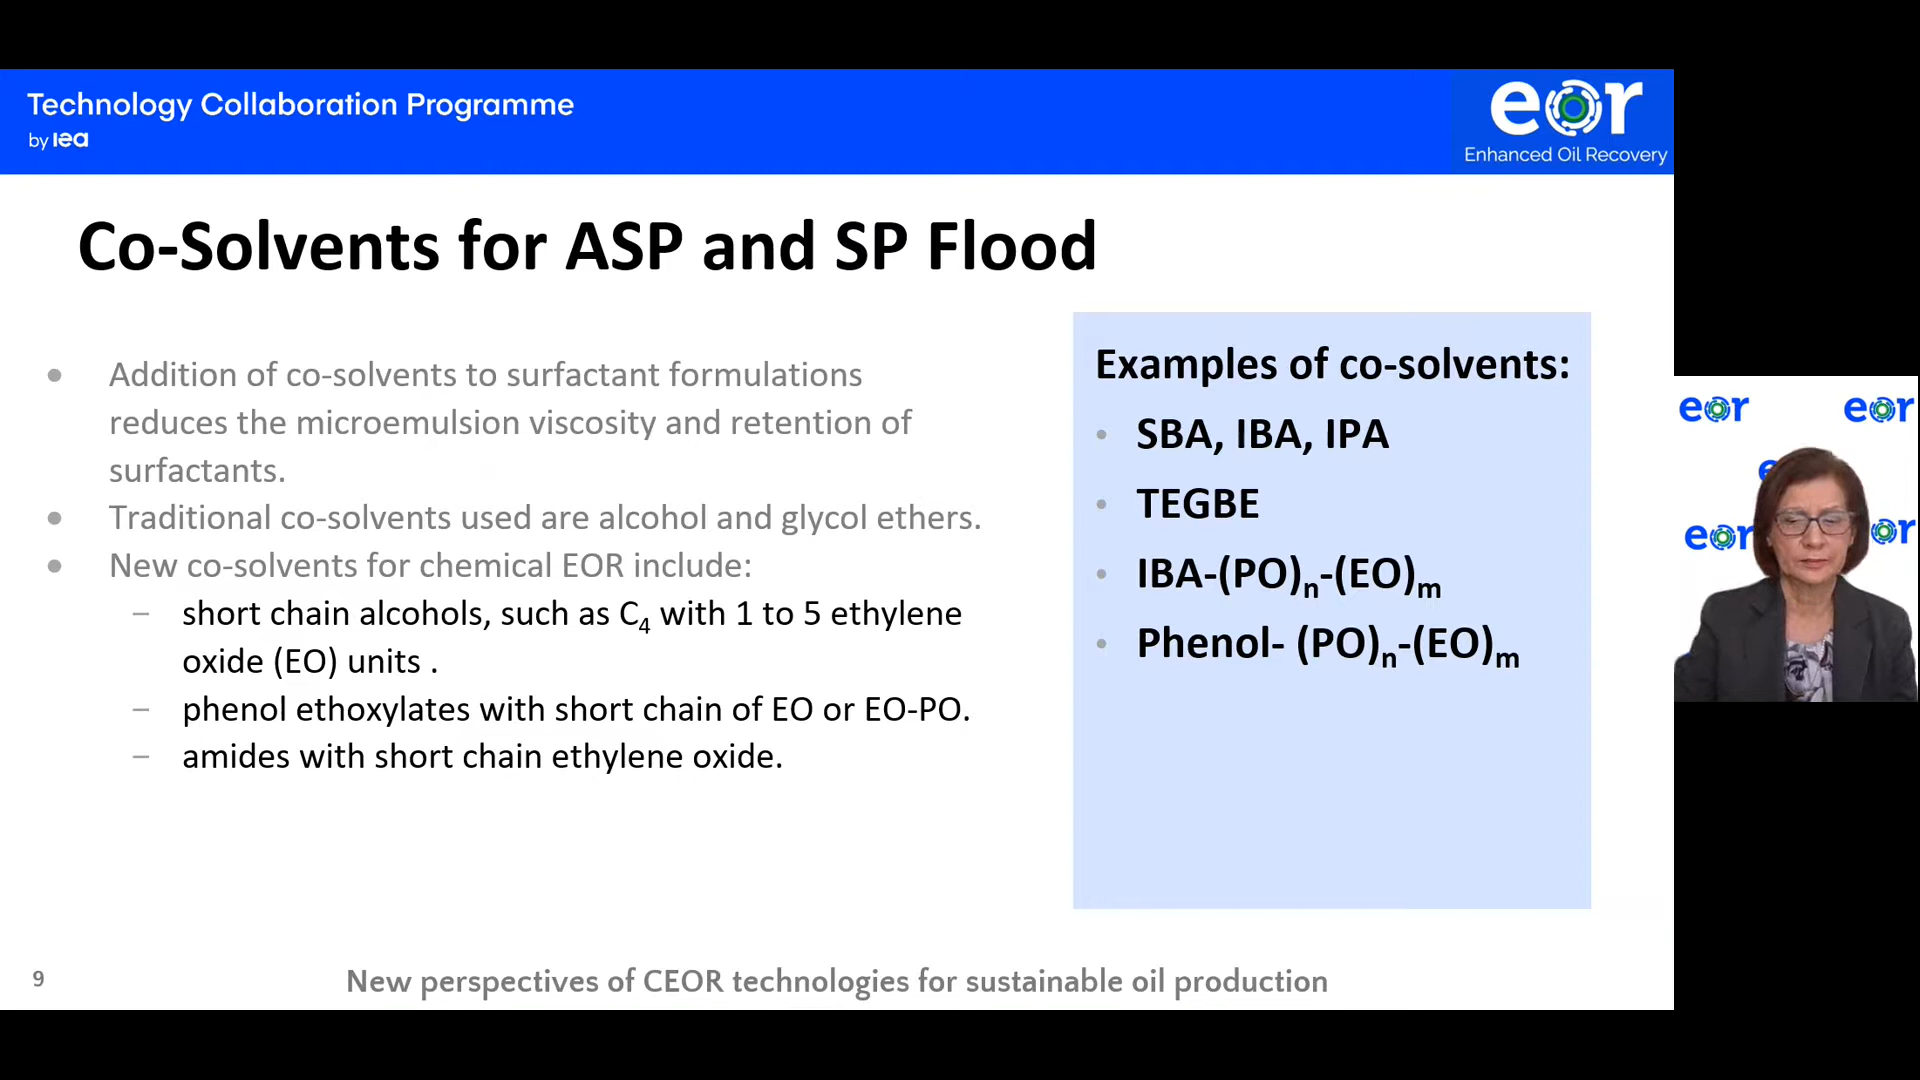 Technology Collaboration Programme
by iea
eor
Enhanced Oil Recovery
Co-Solvents for ASP and SP Flood
• Addition of co-solvents to surfactant formulations
reduces the microemulsion viscosity and retention of
surfactants.
• Traditional co-solvents used are alcohol and glycol ethers.
• New co-solvents for chemical EOR include:
– short chain alcohols, such as C₄ with 1 to 5 ethylene
oxide (EO) units .
– phenol ethoxylates with short chain of EO or EO-PO.
– amides with short chain ethylene oxide.
Examples of co-solvents:
• SBA, IBA, IPA
• TEGBE
• IBA-(PO)ₙ-(EO)ₘ
• Phenol- (PO)ₙ-(EO)ₘ
eor
eor
eor
9
New perspectives of CEOR technologies for sustainable oil production